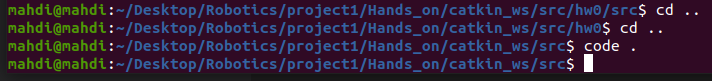 mahdi@mahdi:~/Desktop/Robotics/project1/Hands_on/catkin_ws/src/hw0/src$ cd ..
mahdi@mahdi:~/Desktop/Robotics/project1/Hands_on/catkin_ws/src/hw0$ cd ..
mahdi@mahdi:~/Desktop/Robotics/project1/Hands_on/catkin_ws/src$ code .
mahdi@mahdi:~/Desktop/Robotics/project1/Hands_on/catkin_ws/src$